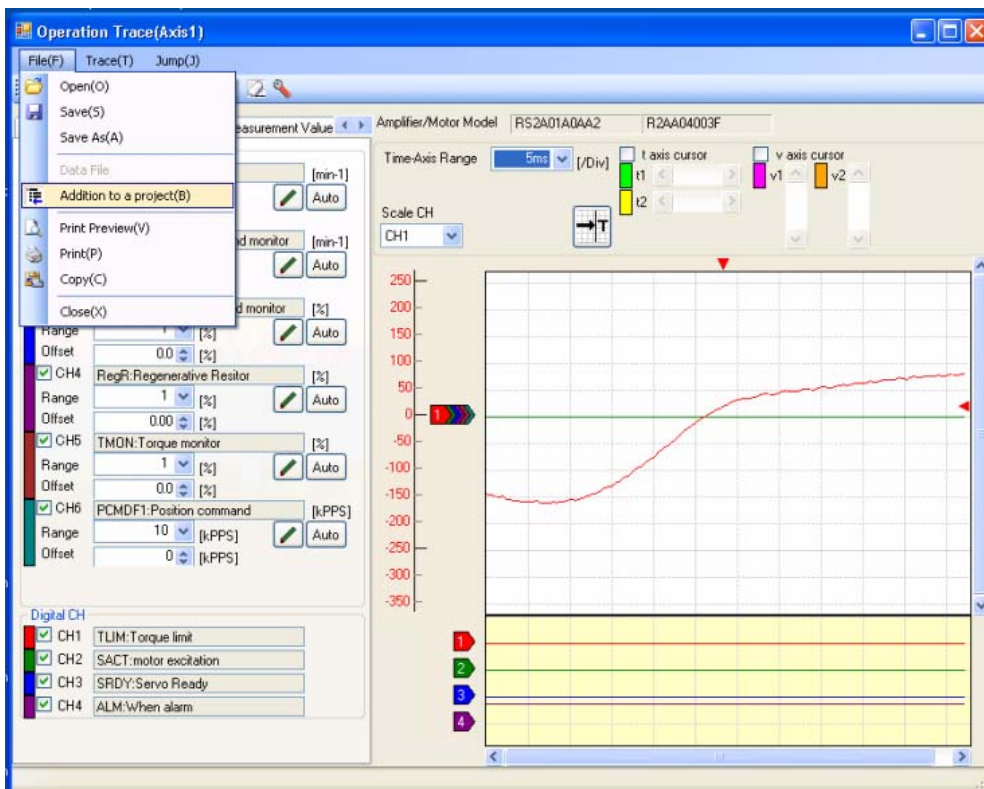 Operation Trace(Axis1)
File(F) Trace(T) Jump(J)
Open(O)
Save(S)
Save As(A)
Data File
Addition to a project(B)
Print Preview(V)
Print(P)
Copy(C)
Close(X)
easurement Value
[min-1]
Auto
d monitor [min-1]
Auto
d monitor [%]
Range 1 [%] Auto
Offset 0.0 [%]
CH4 RegR:Regenerative Resitor [%]
Range 1 [%] Auto
Offset 0.00 [%]
CH5 TMON:Torque monitor [%]
Range 1 [%] Auto
Offset 0.0 [%]
CH6 PCMDF1:Position command [kPPS]
Range 10 [kPPS] Auto
Offset 0 [kPPS]
Digital CH
CH1 TLIM:Torque limit
CH2 SACT:motor excitation
CH3 SRDY:Servo Ready
CH4 ALM:When alarm
Amplifier/Motor Model RS2A01A0AA2 R2AA04003F
Time-Axis Range 5ms [/Div] t axis cursor v axis cursor
t1 v1 v2
t2
Scale CH
CH1
T
250
200
150
100
50
0 1
-50
-100
-150
-200
-250
-300
-350
1
2
3
4